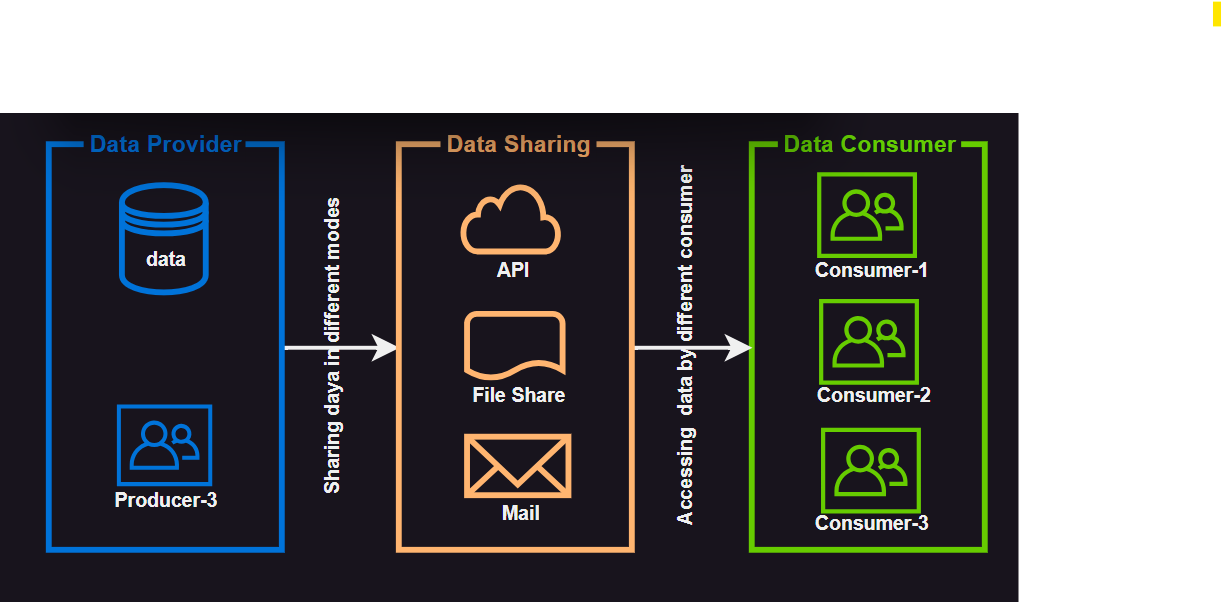 Data Provider
data
Producer-3
Sharing daya in different modes
Data Sharing
API
File Share
Mail
Accessing data by different consumer
Data Consumer
Consumer-1
Consumer-2
Consumer-3